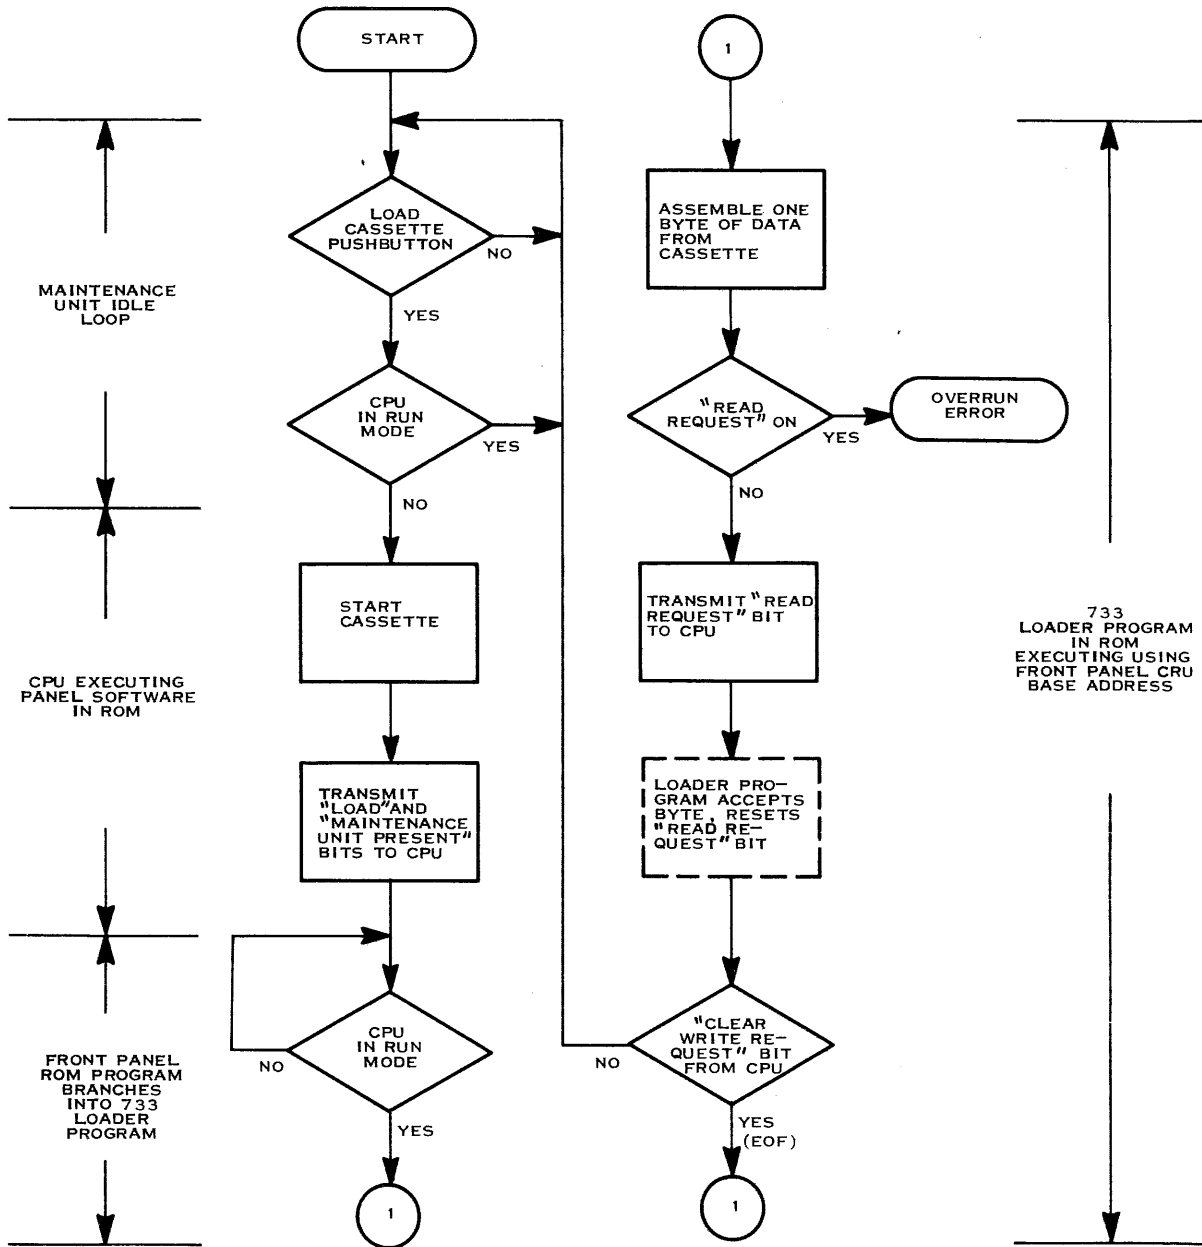 START
LOAD
CASSETTE
PUSHBUTTON
NO
YES
MAINTENANCE
UNIT IDLE
LOOP
CPU
IN RUN
MODE
YES
NO
START
CASSETTE
CPU EXECUTING
PANEL SOFTWARE
IN ROM
TRANSMIT
"LOAD" AND
"MAINTENANCE
UNIT PRESENT"
BITS TO CPU
CPU
IN RUN
MODE
NO
YES
FRONT PANEL
ROM PROGRAM
BRANCHES
INTO 733
LOADER
PROGRAM
1
1
ASSEMBLE ONE
BYTE OF DATA
FROM
CASSETTE
"READ
REQUEST" ON
YES
OVERRUN
ERROR
NO
TRANSMIT "READ
REQUEST" BIT
TO CPU
LOADER PRO-
GRAM ACCEPTS
BYTE, RESETS
"READ RE-
QUEST" BIT
"CLEAR
WRITE RE-
QUEST" BIT
FROM CPU
NO
YES
(EOF)
1
733
LOADER PROGRAM
IN ROM
EXECUTING USING
FRONT PANEL CRU
BASE ADDRESS